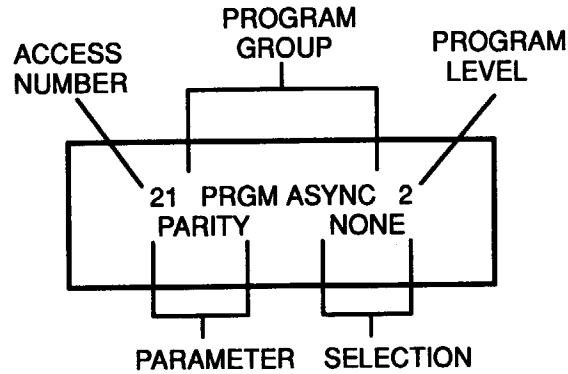 PROGRAM
GROUP
ACCESS
NUMBER
PROGRAM
LEVEL
21 PRGM ASYNC 2
PARITY NONE
PARAMETER SELECTION